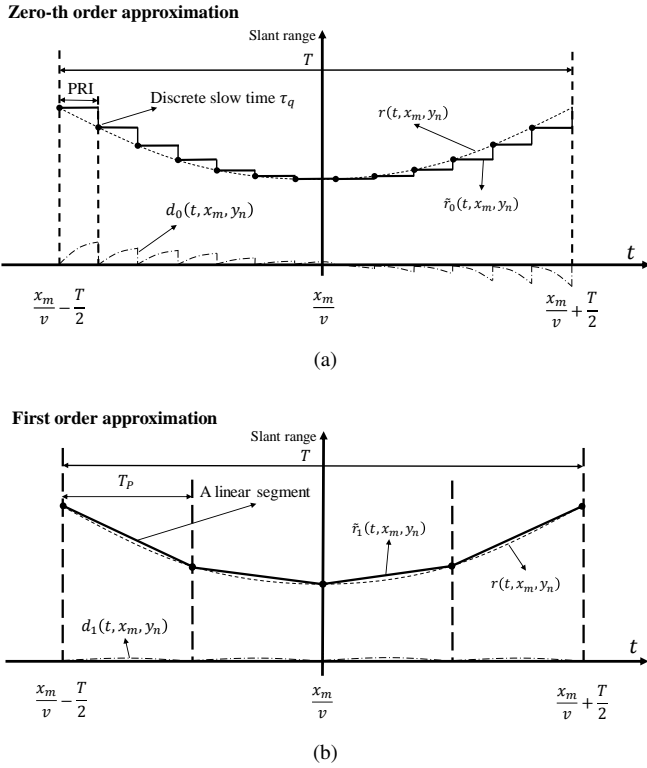 Zero-th order approximation
Slant range
T
PRI
Discrete slow time τ_q
r(t, x_m, y_n)
r̃_0(t, x_m, y_n)
d_0(t, x_m, y_n)
t
x_m/v − T/2
x_m/v
x_m/v + T/2
(a)
First order approximation
Slant range
T
T_P
A linear segment
r̃_1(t, x_m, y_n)
r(t, x_m, y_n)
d_1(t, x_m, y_n)
t
x_m/v − T/2
x_m/v
x_m/v + T/2
(b)